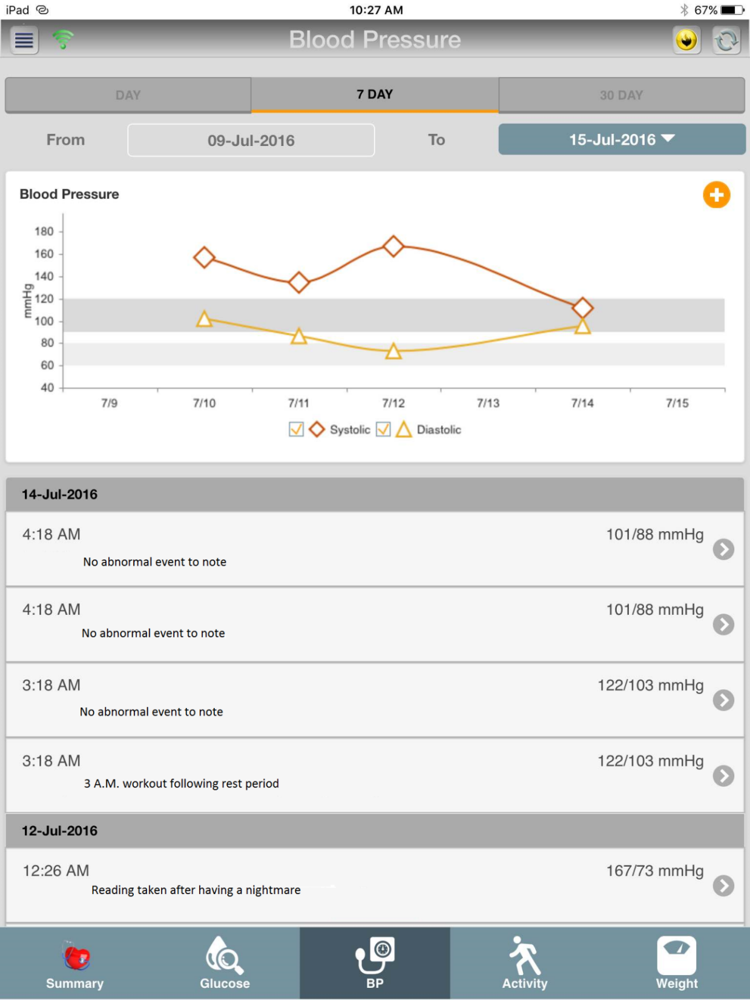 iPad 10:27 AM 67%
Blood Pressure
DAY 7 DAY 30 DAY
From 09-Jul-2016 To 15-Jul-2016
Blood Pressure
180
160
140
120
100
80
60
40
mmHg
7/9 7/10 7/11 7/12 7/13 7/14 7/15
Systolic Diastolic
14-Jul-2016
4:18 AM 101/88 mmHg
No abnormal event to note
4:18 AM 101/88 mmHg
No abnormal event to note
3:18 AM 122/103 mmHg
No abnormal event to note
3:18 AM 122/103 mmHg
3 A.M. workout following rest period
12-Jul-2016
12:26 AM 167/73 mmHg
Reading taken after having a nightmare
Summary Glucose BP Activity Weight